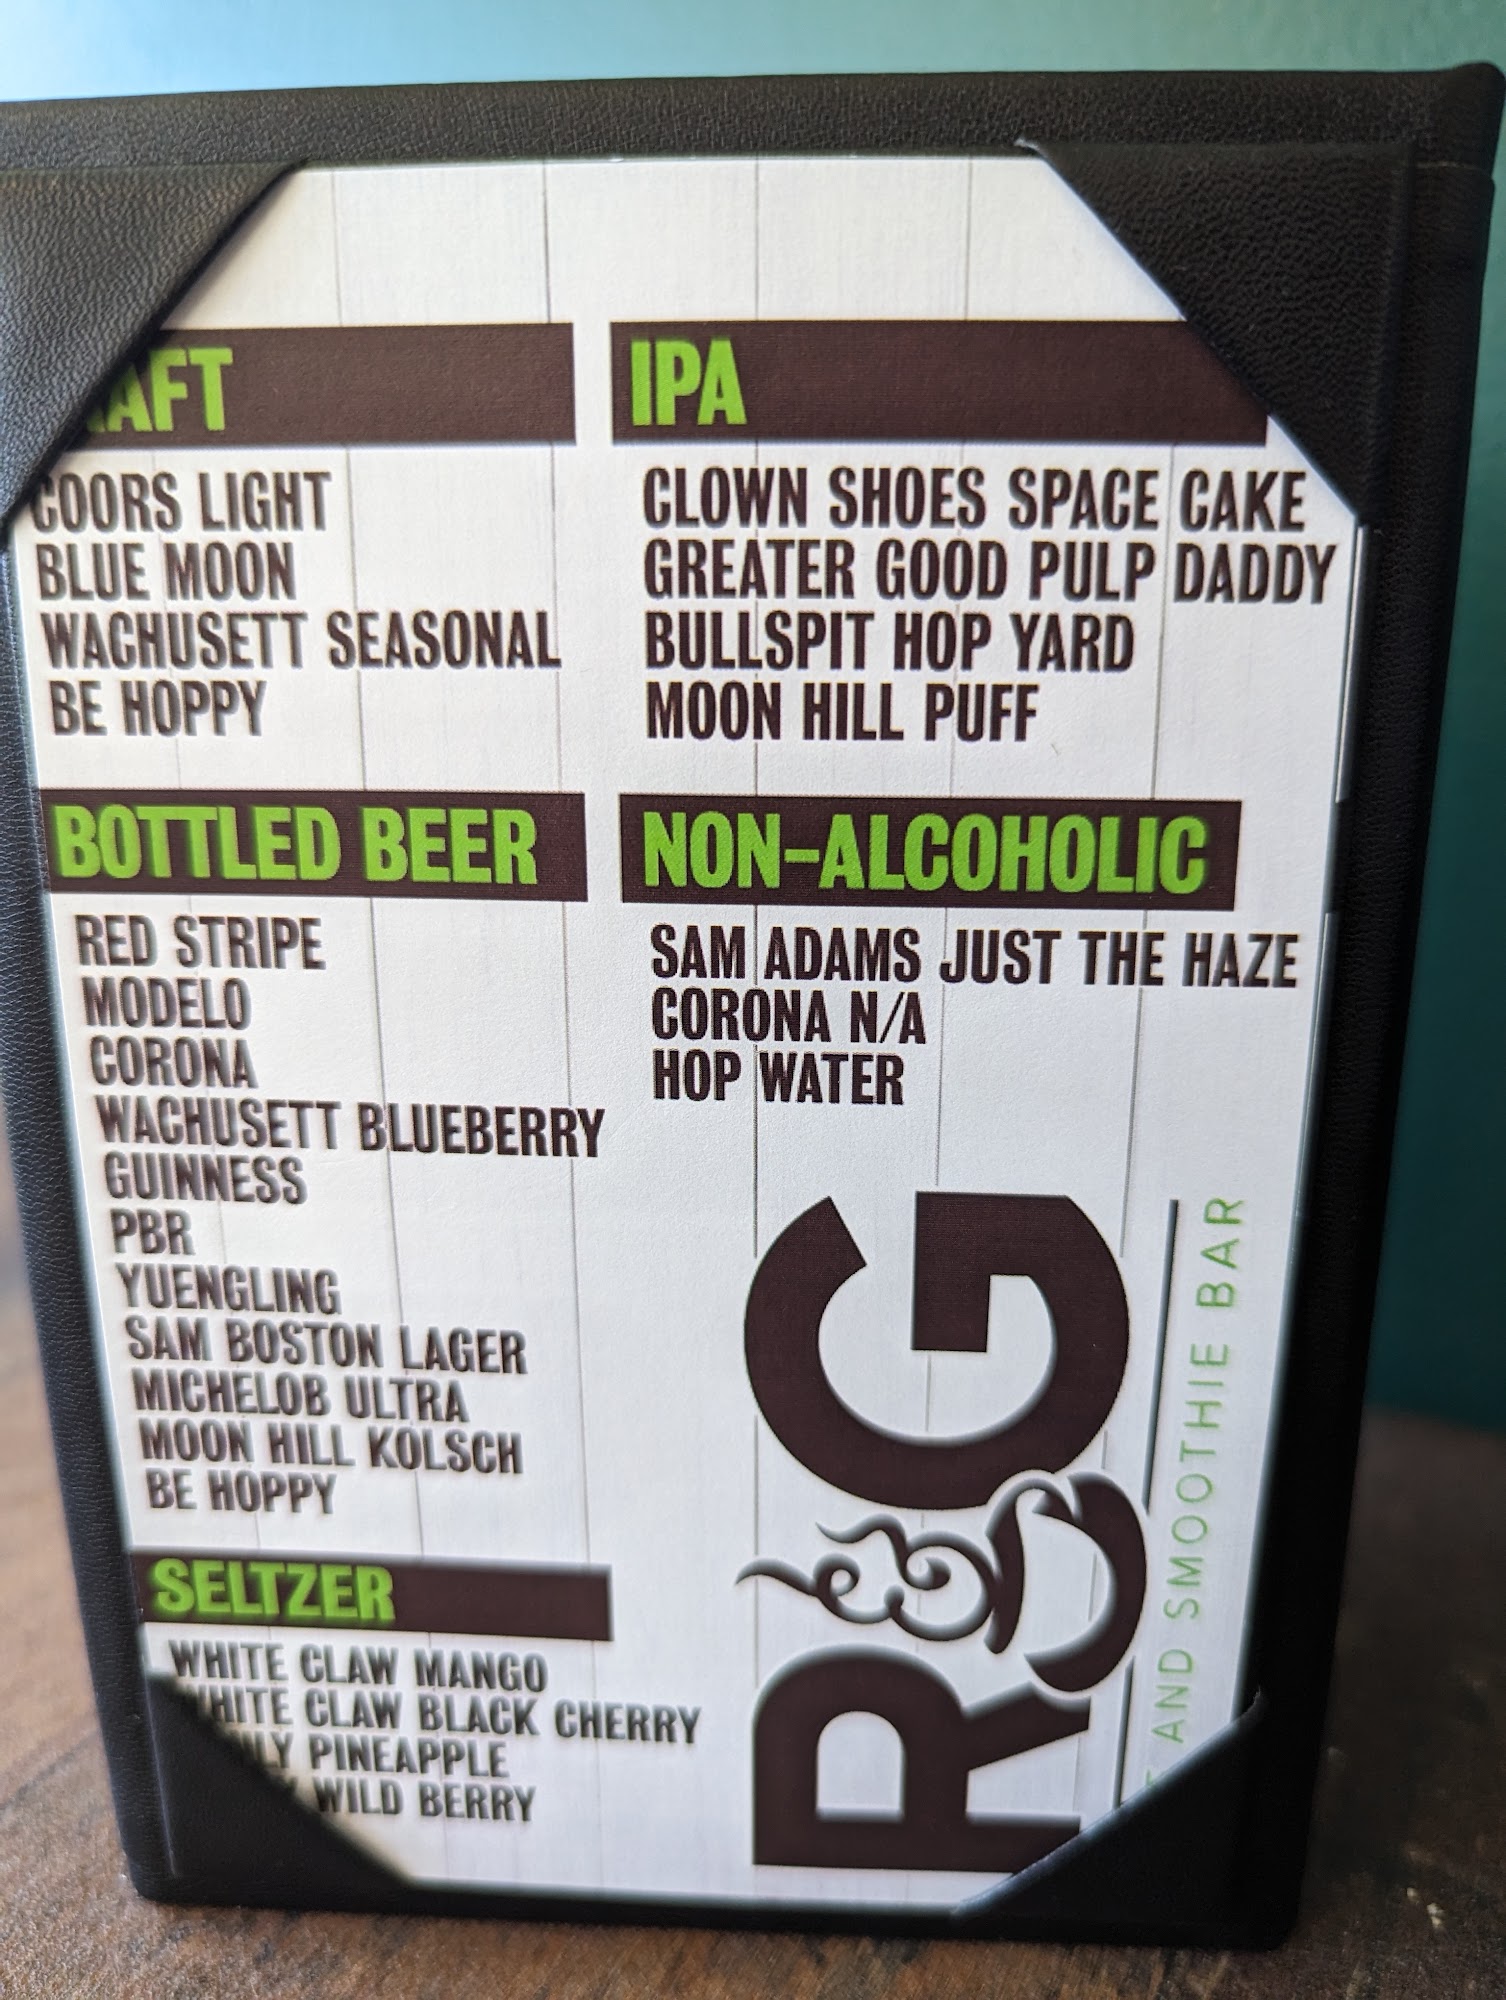 AFT
COORS LIGHT
BLUE MOON
WACHUSETT SEASONAL
BE HOPPY
IPA
CLOWN SHOES SPACE CAKE
GREATER GOOD PULP DADDY
BULLSPIT HOP YARD
MOON HILL PUFF
BOTTLED BEER
RED STRIPE
MODELO
CORONA
WACHUSETT BLUEBERRY
GUINNESS
PBR
YUENGLING
SAM BOSTON LAGER
MICHELOB ULTRA
MOON HILL KOLSCH
BE HOPPY
NON-ALCOHOLIC
SAM ADAMS JUST THE HAZE
CORONA N/A
HOP WATER
SELTZER
WHITE CLAW MANGO
WHITE CLAW BLACK CHERRY
PINEAPPLE
WILD BERRY
R G
AND SMOOTHIE BAR